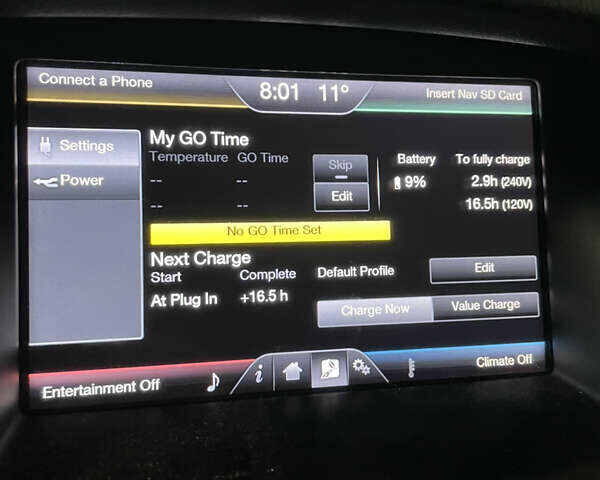 Connect a Phone
8:01 11°
Insert Nav SD Card
Settings
Power
My GO Time
Temperature GO Time
-- --
-- --
Skip
Edit
Battery To fully charge
9% 2.9h (240V)
16.5h (120V)
No GO Time Set
Next Charge
Start Complete Default Profile
Edit
At Plug In +16.5 h
Charge Now Value Charge
Entertainment Off
Climate Off